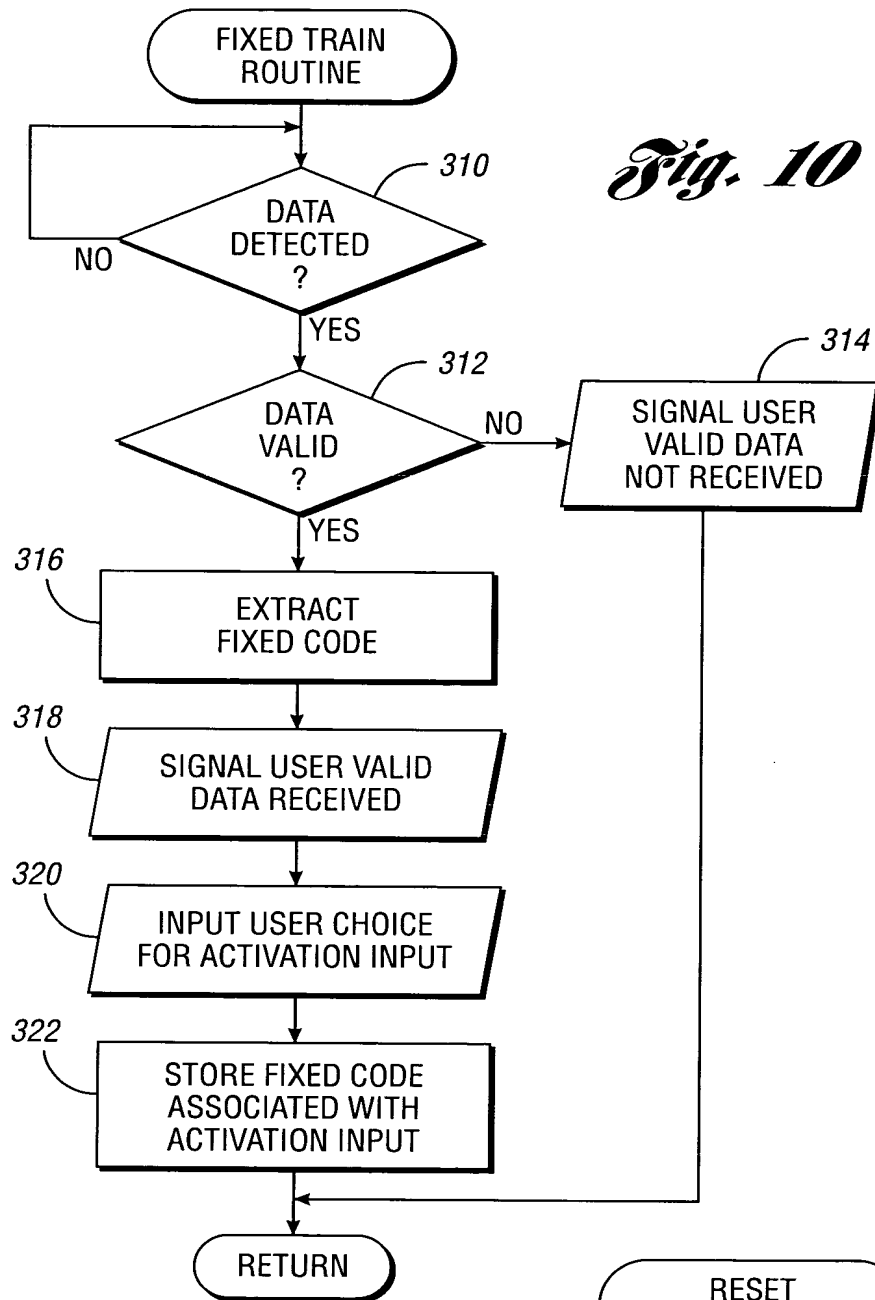 FIXED TRAIN
ROUTINE
Fig. 10
310
DATA
DETECTED
?
NO
YES
312
DATA
VALID
?
NO
YES
314
SIGNAL USER
VALID DATA
NOT RECEIVED
316
EXTRACT
FIXED CODE
318
SIGNAL USER VALID
DATA RECEIVED
320
INPUT USER CHOICE
FOR ACTIVATION INPUT
322
STORE FIXED CODE
ASSOCIATED WITH
ACTIVATION INPUT
RETURN
RESET